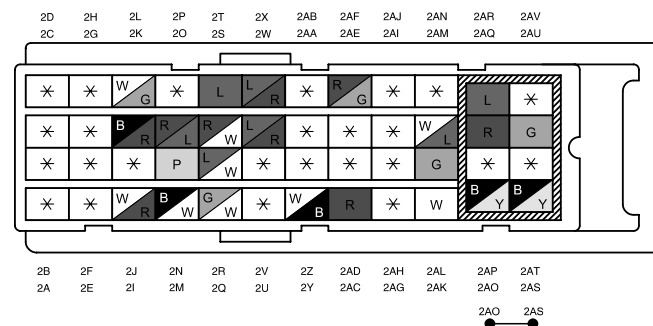 2D 2H 2L 2P 2T 2X 2AB 2AF 2AJ 2AN 2AR 2AV
2C 2G 2K 2O 2S 2W 2AA 2AE 2AI 2AM 2AQ 2AU
* * W G * L L R * R G * * L *
* * B R R L R W L R * * * W L R G
* * * P L W * * * * G * *
* * W R B W G W * W B R * W B Y B Y
2B 2F 2J 2N 2R 2V 2Z 2AD 2AH 2AL 2AP 2AT
2A 2E 2I 2M 2Q 2U 2Y 2AC 2AG 2AK 2AO 2AS
2AO 2AS